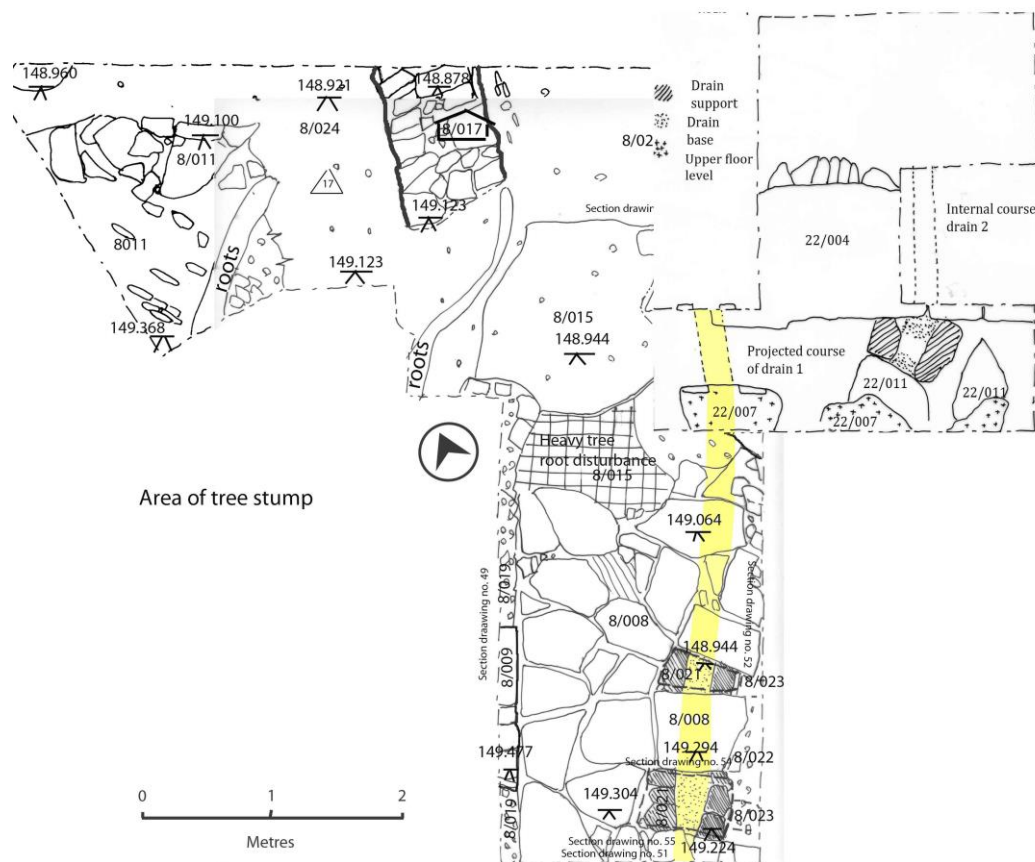 148.960
149.100
8/011
8011
149.368
roots
148.921
8/024
17
149.123
148.878
8/017
149.123
roots
8/02
Section drawin
8/015
148.944
Drain
support
Drain
base
Upper floor
level
22/004
Internal course
drain 2
Projected course
of drain 1
22/007
22/011
22/007
22/011
Heavy tree
root disturbance
8/015
Area of tree stump
149.064
8/019
Section draawing no. 49
8/008
8/009
Section drawing no. 52
148.944
8/021
8/023
8/008
149.294
Section drawing no. 54
8/022
149.477
149.304
8/021
8/023
8/019
Section drawing no. 55
Section drawing no. 51
149.224
0 1 2
Metres